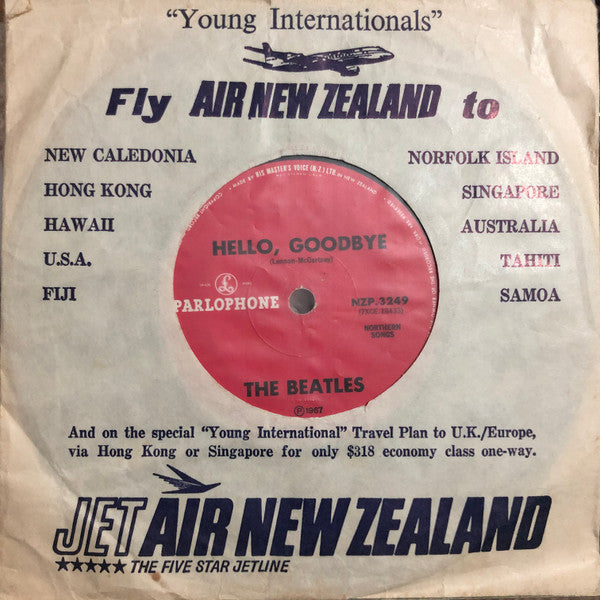 "Young Internationals"
Fly AIR NEW ZEALAND to
NEW CALEDONIA
HONG KONG
HAWAII
U.S.A.
FIJI
NORFOLK ISLAND
SINGAPORE
AUSTRALIA
TAHITI
SAMOA
MADE BY HIS MASTER'S VOICE (N.Z.) LTD.
HELLO, GOODBYE
(Lennon-McCartney)
PARLOPHONE
NZP.3249
NORTHERN
SONGS
THE BEATLES
℗ 1967
And on the special "Young International" Travel Plan to U.K./Europe,
via Hong Kong or Singapore for only $318 economy class one-way.
JET AIR NEW ZEALAND
★★★★★ THE FIVE STAR JETLINE